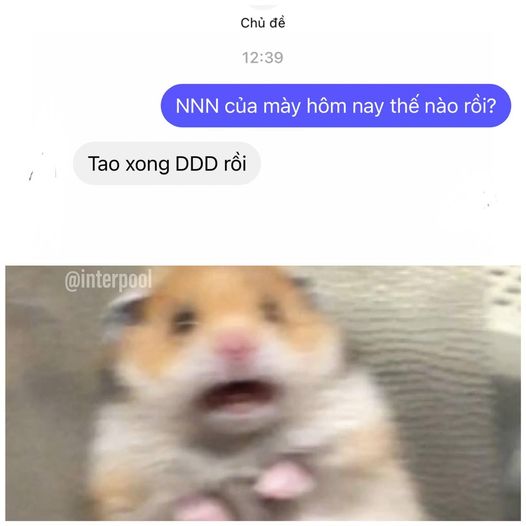 Chủ đề
12:39
NNN của mày hôm nay thế nào rồi?
Tao xong DDD rồi
@interpool